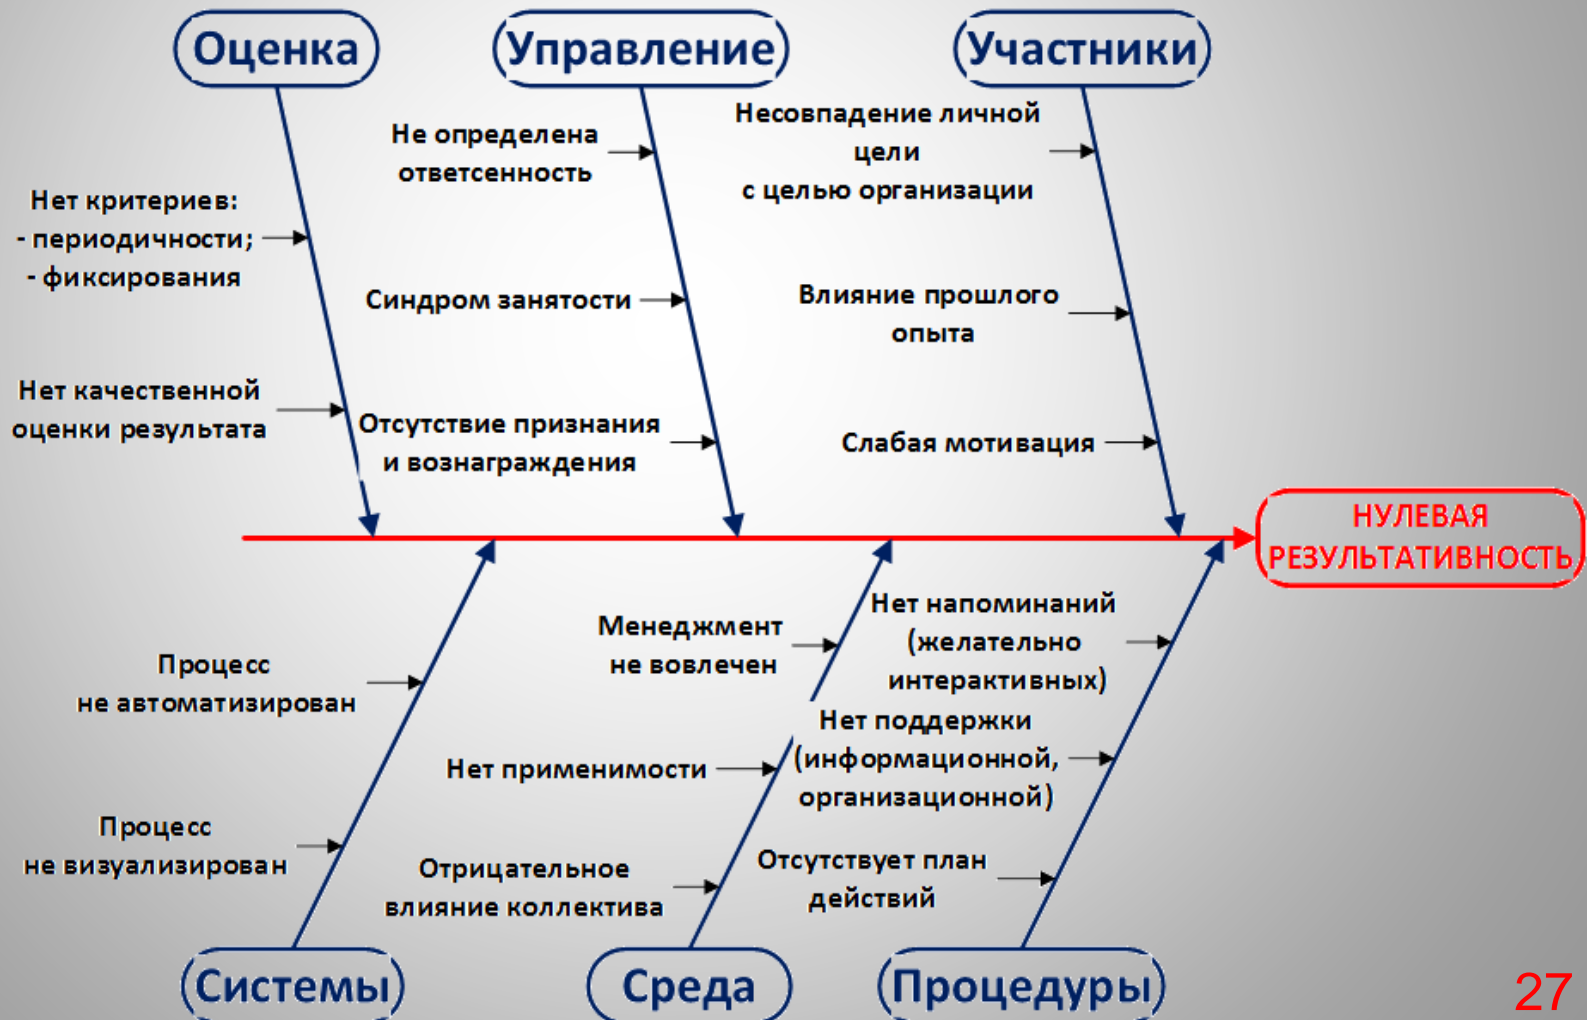 Оценка
Управление
Участники
Нет критериев:
- периодичности;
- фиксирования
Нет качественной
оценки результата
Не определена
ответсенность
Синдром занятости
Отсутствие признания
и вознаграждения
Несовпадение личной
цели
с целью организации
Влияние прошлого
опыта
Слабая мотивация
НУЛЕВАЯ
РЕЗУЛЬТАТИВНОСТЬ
Процесс
не автоматизирован
Процесс
не визуализирован
Менеджмент
не вовлечен
Нет применимости
Отрицательное
влияние коллектива
Нет напоминаний
(желательно
интерактивных)
Нет поддержки
(информационной,
организационной)
Отсутствует план
действий
Системы
Среда
Процедуры
27